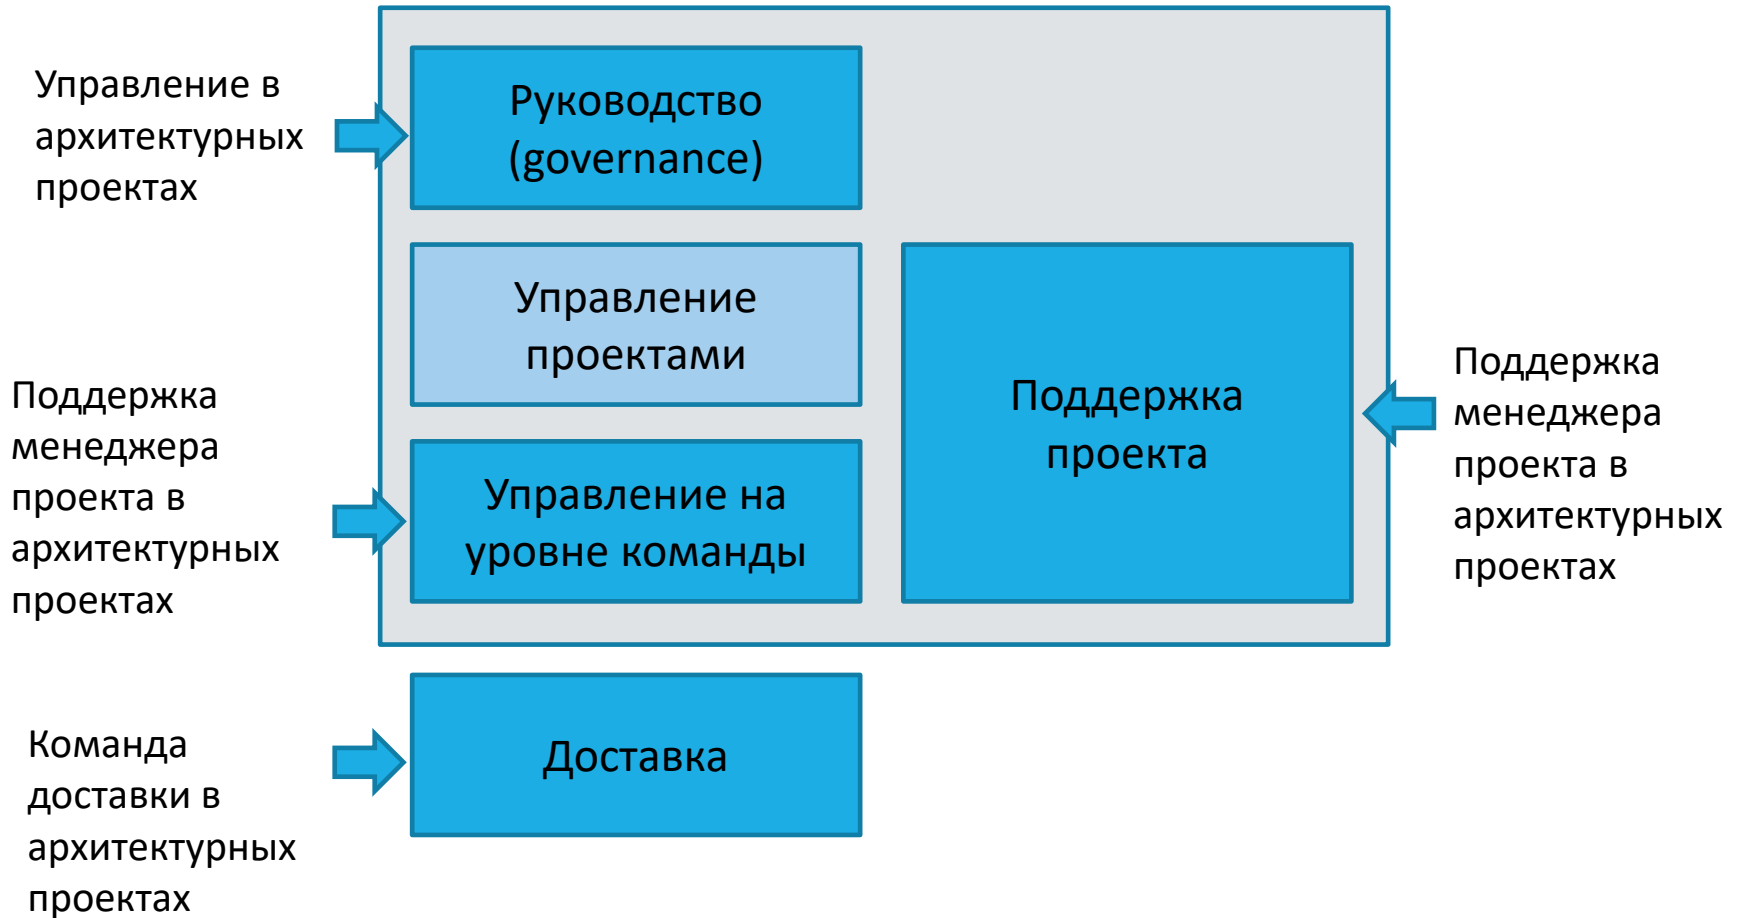 Управление в
архитектурных
проектах
Руководство
(governance)
Управление
проектами
Поддержка
менеджера
проекта в
архитектурных
проектах
Управление на
уровне команды
Поддержка
проекта
Поддержка
менеджера
проекта в
архитектурных
проектах
Команда
доставки в
архитектурных
проектах
Доставка